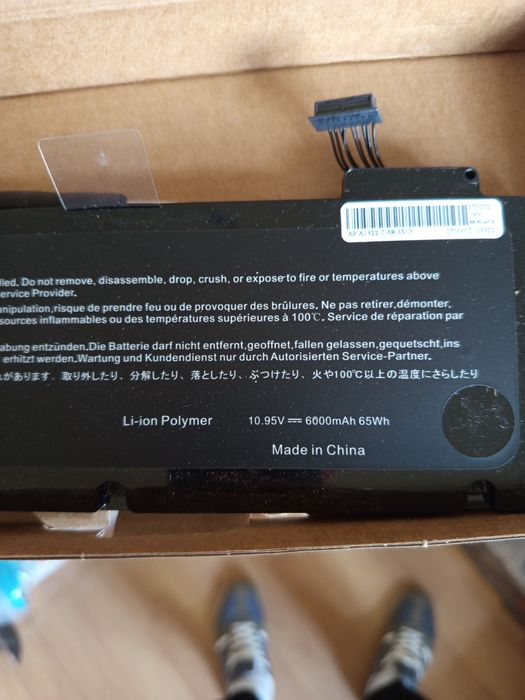 lled. Do not remove, disassemble, drop, crush, or expose to fire or temperatures above
ervice Provider.
anipulation,risque de prendre feu ou de provoquer des brûlures. Ne pas retirer,démonter,
sources inflammables ou des températures supérieures à 100℃. Service de réparation par
abung entzünden.Die Batterie darf nicht entfernt,geoffnet,fallen gelassen,gequetscht,ins
erhitzt werden.Wartung und Kundendienst nur durch Autorisierten Service-Partner.
れがあります。取り外したり、分解したり、落としたり、ぶつけたり、火や100℃以上の温度にさらしたり
Li-ion Polymer 10.95V ⎓ 6000mAh 65Wh
Made in China